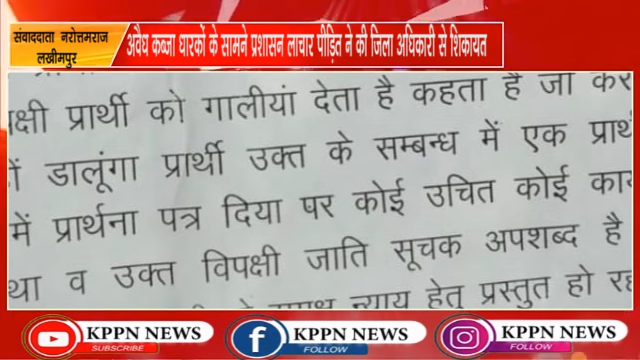 संवाददाता नरोत्तमराज
लखीमपुर
अवैध कब्जा धारकों के सामने प्रशासन लाचार पीड़ित ने की जिला अधिकारी से शिकायत
क्षी प्रार्थी को गालीयां देता है कहता है जा कर
डालूंगा प्रार्थी उक्त के सम्बन्ध में एक प्रार्थ
में प्रार्थना पत्र दिया पर कोई उचित कोई कार
था व उक्त विपक्षी जाति सूचक अपशब्द है
न्याय हेतु प्रस्तुत हो रह
KPPN NEWS
SUBSCRIBE
KPPN NEWS
FOLLOW
KPPN NEWS
FOLLOW